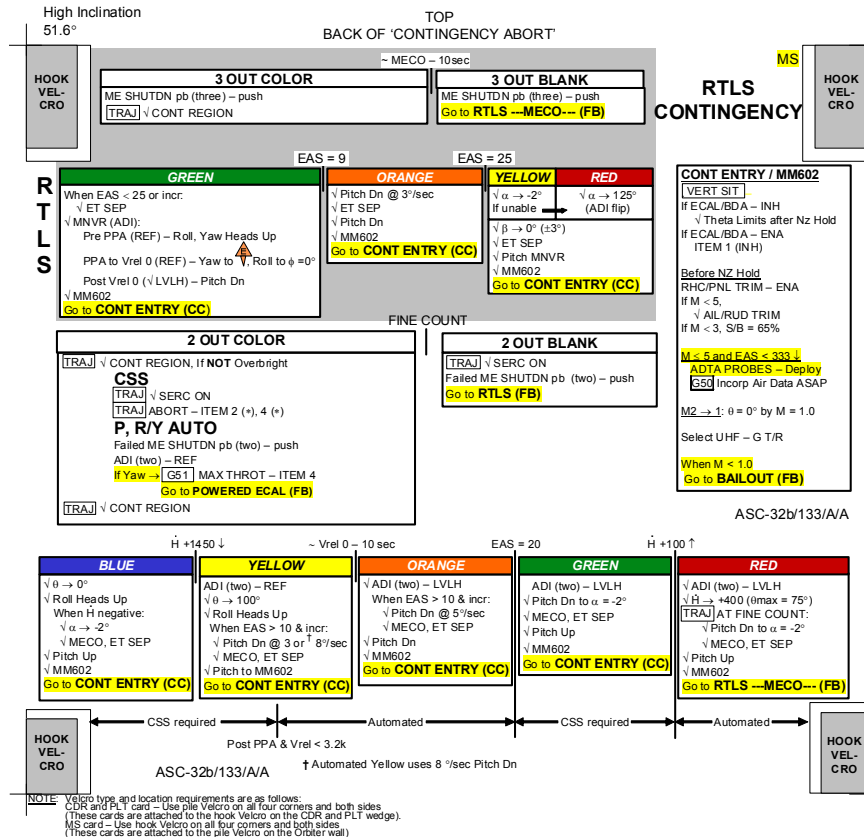 High Inclination
51.6°
TOP
BACK OF ‘CONTINGENCY ABORT’
MS
HOOK
VEL-
CRO
HOOK
VEL-
CRO
RTLS
CONTINGENCY
~ MECO – 10sec
3 OUT COLOR
ME SHUTDN pb (three) – push
TRAJ √ CONT REGION
3 OUT BLANK
ME SHUTDN pb (three) – push
Go to RTLS ---MECO--- (FB)
RTLS
EAS = 9
EAS = 25
GREEN
When EAS < 25 or incr:
√ ET SEP
√ MNVR (ADI):
Pre PPA (REF) – Roll, Yaw Heads Up
PPA to Vrel 0 (REF) – Yaw to E, Roll to ϕ =0°
Post Vrel 0 (√ LVLH) – Pitch Dn
√ MM602
Go to CONT ENTRY (CC)
ORANGE
√ Pitch Dn @ 3°/sec
√ ET SEP
√ Pitch Dn
√ MM602
Go to CONT ENTRY (CC)
YELLOW
RED
√ α → -2°
If unable
√ α → 125°
(ADI flip)
√ β → 0° (±3°)
√ ET SEP
√ Pitch MNVR
√ MM602
Go to CONT ENTRY (CC)
CONT ENTRY / MM602
VERT SIT
If ECAL/BDA – INH
√ Theta Limits after Nz Hold
If ECAL/BDA – ENA
ITEM 1 (INH)
Before NZ Hold
RHC/PNL TRIM – ENA
If M < 5,
√ AIL/RUD TRIM
If M < 3, S/B = 65%
M ≤ 5 and EAS < 333 ↓
ADTA PROBES – Deploy
G50 Incorp Air Data ASAP
M2 → 1: θ = 0° by M = 1.0
Select UHF – G T/R
When M < 1.0
Go to BAILOUT (FB)
ASC-32b/133/A/A
FINE COUNT
2 OUT COLOR
TRAJ √ CONT REGION, If NOT Overbright
CSS
TRAJ √ SERC ON
TRAJ ABORT – ITEM 2 (∗), 4 (∗)
P, R/Y AUTO
Failed ME SHUTDN pb (two) – push
ADI (two) – REF
If Yaw → G51 MAX THROT – ITEM 4
Go to POWERED ECAL (FB)
TRAJ √ CONT REGION
2 OUT BLANK
TRAJ √ SERC ON
Failed ME SHUTDN pb (two) – push
Go to RTLS (FB)
Ḣ +1450 ↓
~ Vrel 0 – 10 sec
EAS = 20
Ḣ +100 ↑
BLUE
√ θ → 0°
√ Roll Heads Up
When Ḣ negative:
√ α → -2°
√ MECO, ET SEP
√ Pitch Up
√ MM602
Go to CONT ENTRY (CC)
YELLOW
ADI (two) – REF
√ θ → 100°
√ Roll Heads Up
When EAS > 10 & incr:
√ Pitch Dn @ 3 or † 8°/sec
√ MECO, ET SEP
√ Pitch to MM602
Go to CONT ENTRY (CC)
ORANGE
√ ADI (two) – LVLH
When EAS > 10 & incr:
√ Pitch Dn @ 5°/sec
√ MECO, ET SEP
√ Pitch Dn
√ MM602
Go to CONT ENTRY (CC)
GREEN
ADI (two) – LVLH
√ Pitch Dn to α = -2°
√ MECO, ET SEP
√ Pitch Up
√ MM602
Go to CONT ENTRY (CC)
RED
√ ADI (two) – LVLH
√ Ḣ → +400 (θmax = 75°)
TRAJ AT FINE COUNT:
√ Pitch Dn to α = -2°
√ MECO, ET SEP
√ Pitch Up
√ MM602
Go to RTLS ---MECO--- (FB)
HOOK
VEL-
CRO
CSS required
Automated
CSS required
Automated
HOOK
VEL-
CRO
Post PPA & Vrel < 3.2k
ASC-32b/133/A/A
† Automated Yellow uses 8 °/sec Pitch Dn
NOTE: Velcro type and location requirements are as follows:
CDR and PLT card – Use pile Velcro on all four corners and both sides
(These cards are attached to the hook Velcro on the CDR and PLT wedge).
MS card – Use hook Velcro on all four corners and both sides
(These cards are attached to the pile Velcro on the Orbiter wall)